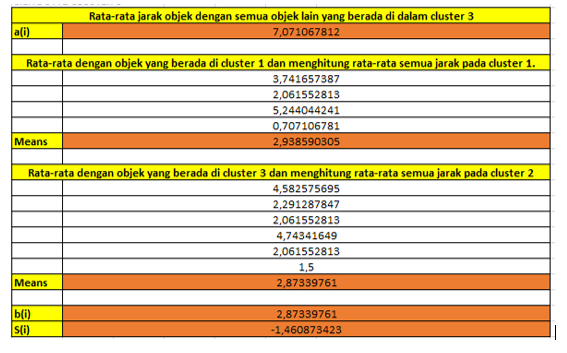 Rata-rata jarak objek dengan semua objek lain yang berada di dalam cluster 3
a(i) 7,071067812
Rata-rata dengan objek yang berada di cluster 1 dan menghitung rata-rata semua jarak pada cluster 1.
3,741657387
2,061552813
5,244044241
0,707106781
Means 2,938590305
Rata-rata dengan objek yang berada di cluster 3 dan menghitung rata-rata semua jarak pada cluster 2
4,582575695
2,291287847
2,061552813
4,74341649
2,061552813
1,5
Means 2,87339761
b(i) 2,87339761
S(i) -1,460873423